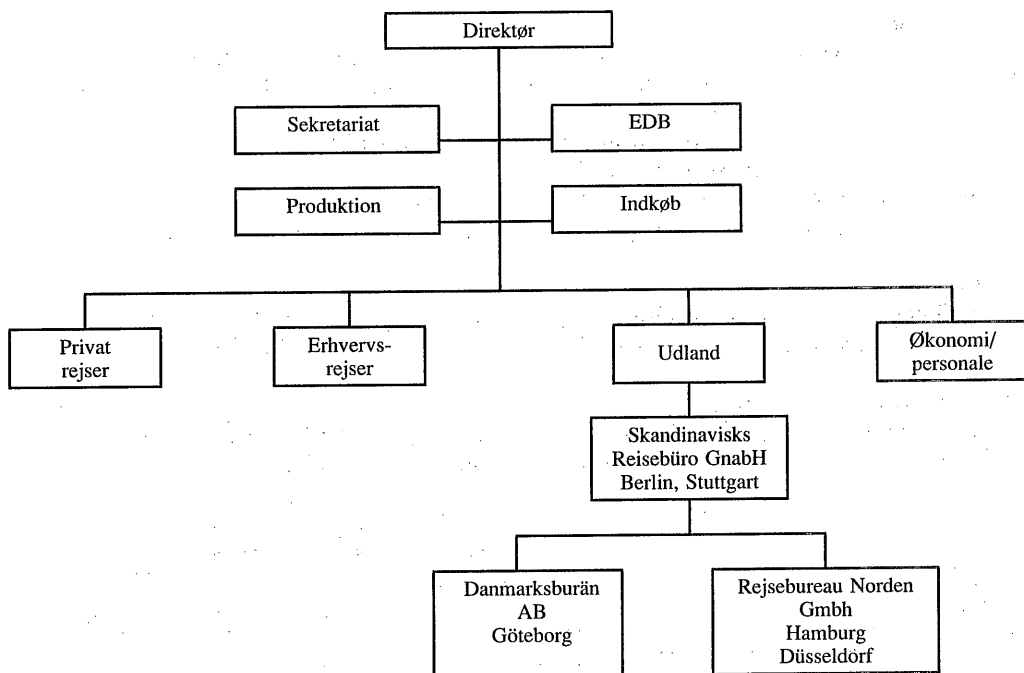 Direktør
Sekretariat
EDB
Produktion
Indkøb
Privat
rejser
Erhvervs-
rejser
Udland
Økonomi/
personale
Skandinavisks
Reisebüro GnabH
Berlin, Stuttgart
Danmarksburän
AB
Göteborg
Rejsebureau Norden
Gmbh
Hamburg
Düsseldorf